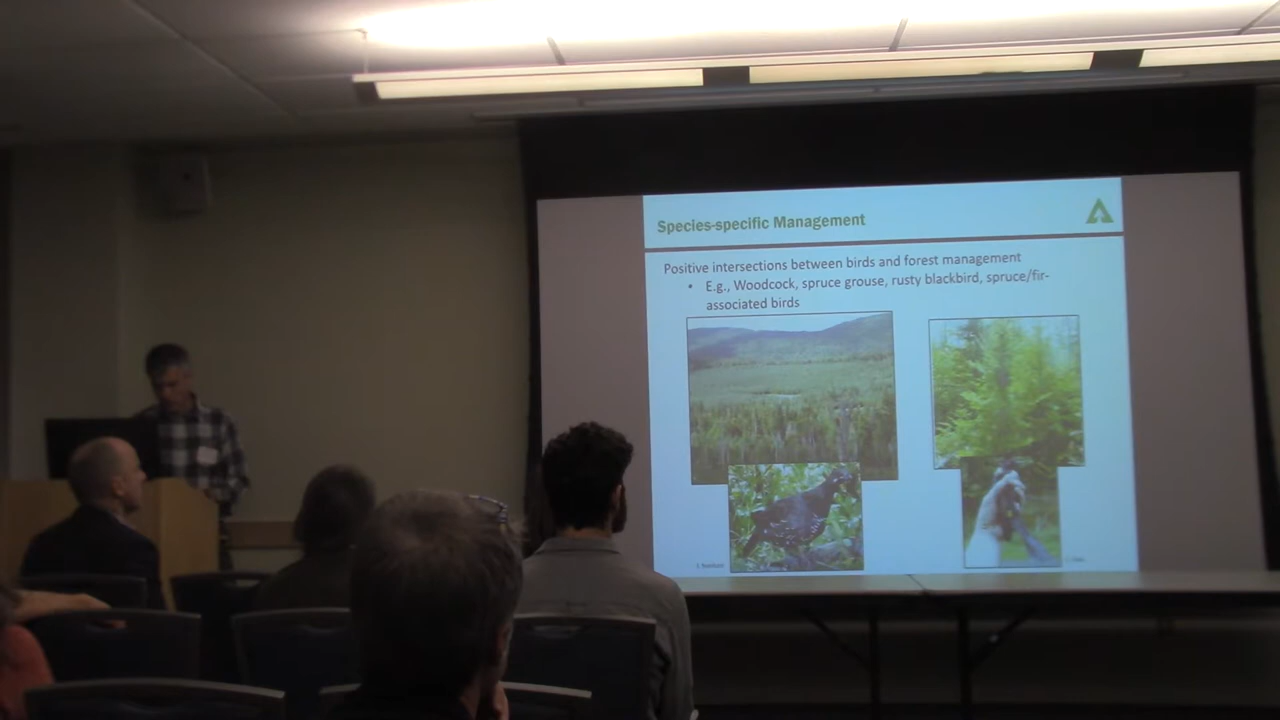 Species-specific Management
Positive intersections between birds and forest management
• E.g., Woodcock, spruce grouse, rusty blackbird, spruce/fir-
associated birds